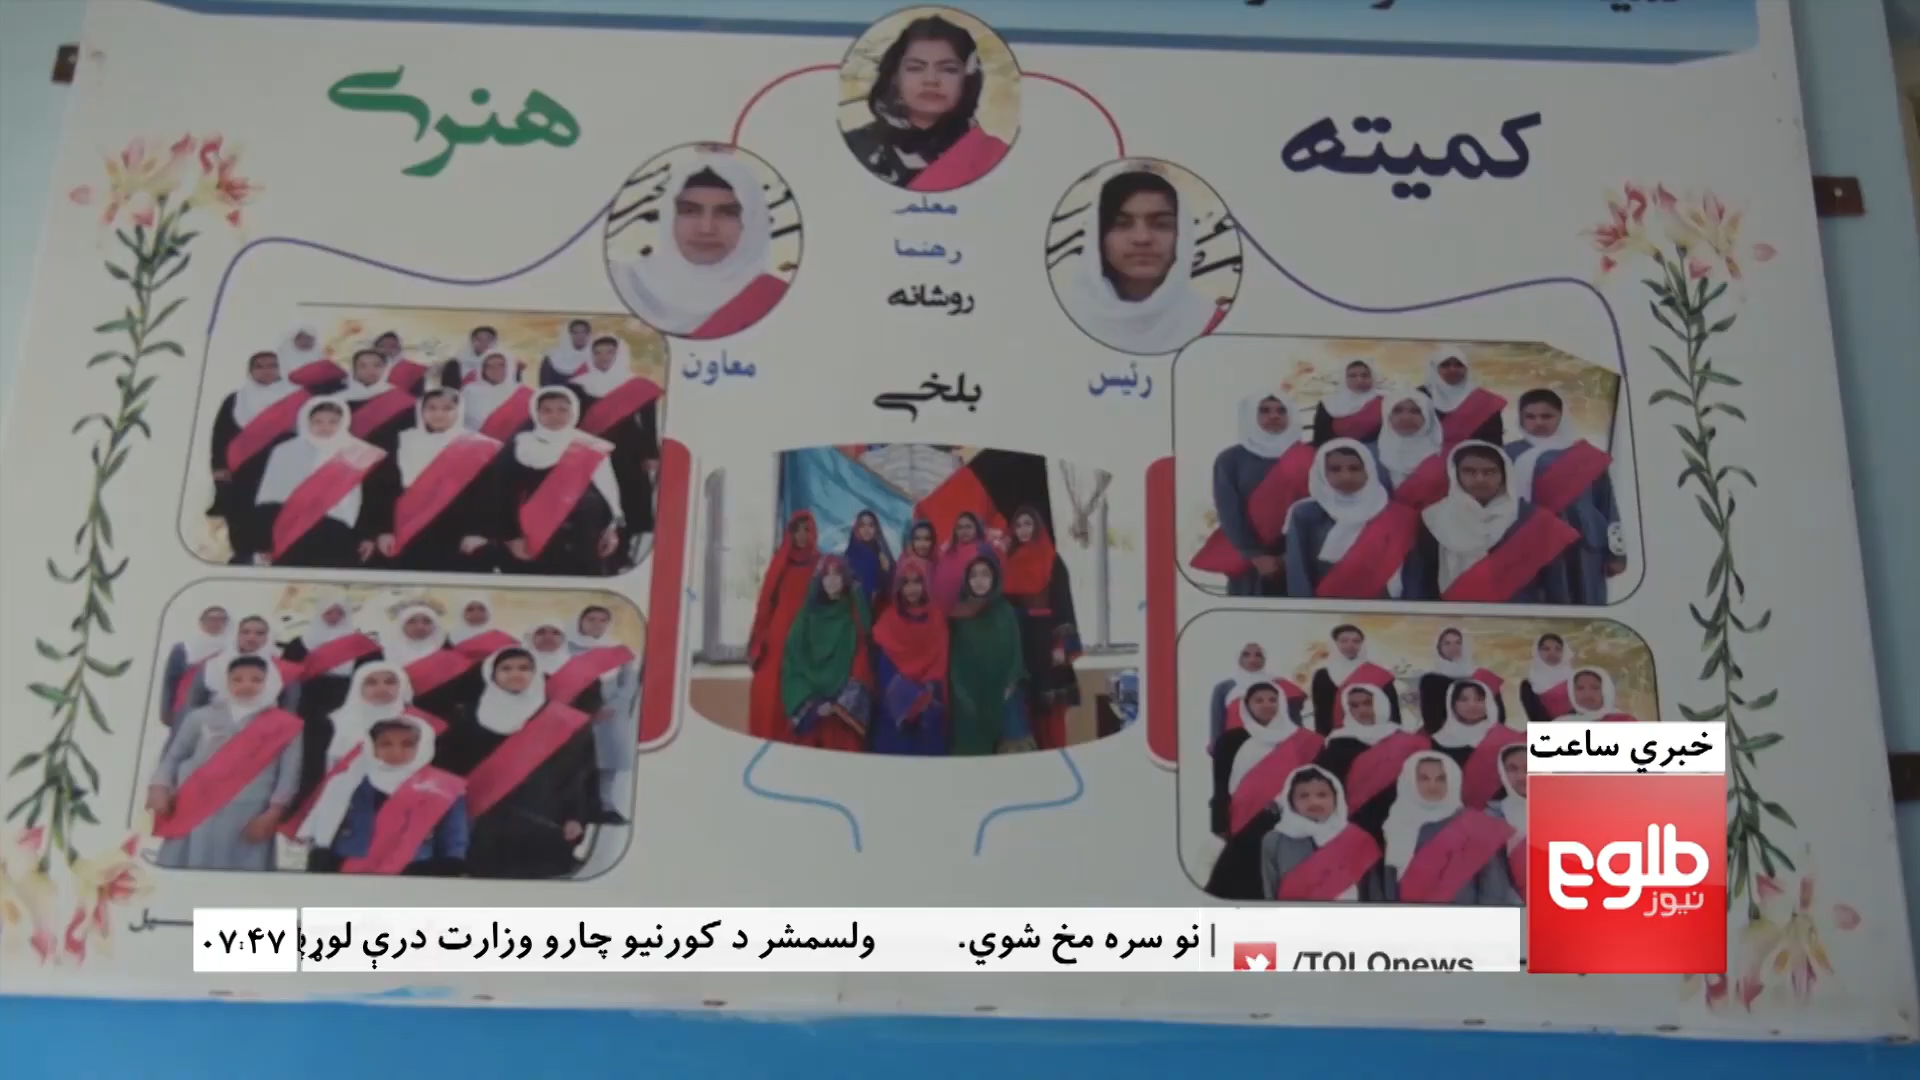 کمیته هنری
معلم
رهنما
روشانه
بلخی
رئیس
معاون
خبري ساعت
طلوع
نیوز
نو سره مخ شوي. ولسمشر د کورنیو چارو وزارت درې
۰۷:۴۷
/TOLOnews